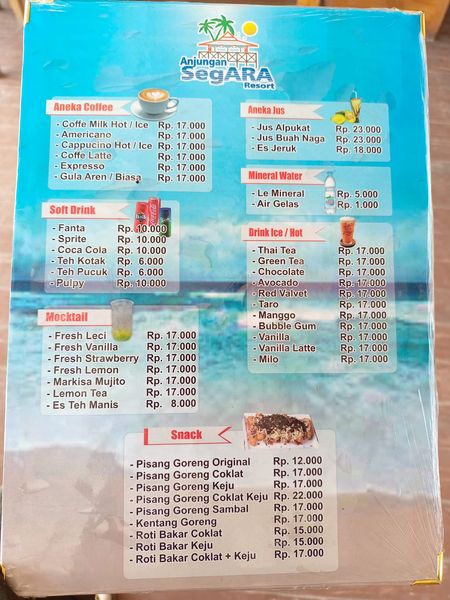 Anjungan
SegARA
Resort
Aneka Coffee
- Coffe Milk Hot / Ice Rp. 17.000
- Americano Rp. 17.000
- Cappucino Hot / Ice Rp. 17.000
- Coffe Latte Rp. 17.000
- Expresso Rp. 17.000
- Gula Aren / Biasa Rp. 17.000
Soft Drink
- Fanta Rp. 10.000
- Sprite Rp. 10.000
- Coca Cola Rp. 10.000
- Teh Kotak Rp. 6.000
- Teh Pucuk Rp. 6.000
- Pulpy Rp. 10.000
Mocktail
- Fresh Leci Rp. 17.000
- Fresh Vanilla Rp. 17.000
- Fresh Strawberry Rp. 17.000
- Fresh Lemon Rp. 17.000
- Markisa Mujito Rp. 17.000
- Lemon Tea Rp. 17.000
- Es Teh Manis Rp. 8.000
Aneka Jus
- Jus Alpukat Rp. 23.000
- Jus Buah Naga Rp. 23.000
- Es Jeruk Rp. 18.000
Mineral Water
- Le Mineral Rp. 5.000
- Air Gelas Rp. 1.000
Drink Ice / Hot
- Thai Tea Rp. 17.000
- Green Tea Rp. 17.000
- Chocolate Rp. 17.000
- Avocado Rp. 17.000
- Red Valvet Rp. 17.000
- Taro Rp. 17.000
- Manggo Rp. 17.000
- Bubble Gum Rp. 17.000
- Vanilla Rp. 17.000
- Vanilla Latte Rp. 17.000
- Milo Rp. 17.000
Snack
- Pisang Goreng Original Rp. 12.000
- Pisang Goreng Coklat Rp. 17.000
- Pisang Goreng Keju Rp. 17.000
- Pisang Goreng Coklat Keju Rp. 22.000
- Pisang Goreng Sambal Rp. 17.000
- Kentang Goreng Rp. 17.000
- Roti Bakar Coklat Rp. 15.000
- Roti Bakar Keju Rp. 15.000
- Roti Bakar Coklat + Keju Rp. 17.000